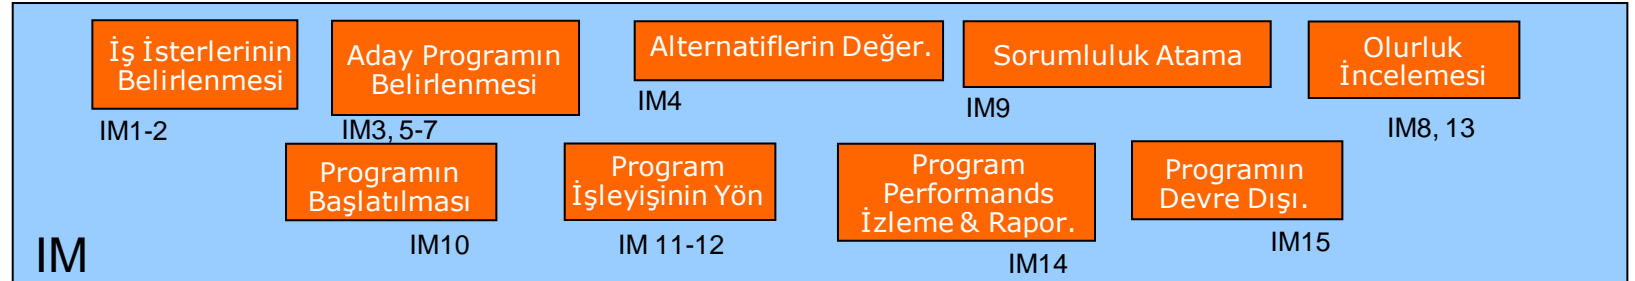 İş İsterlerinin
Belirlenmesi
IM1-2
Aday Programın
Belirlenmesi
IM3, 5-7
Alternatiflerin Değer.
IM4
Sorumluluk Atama
IM9
Olurluk
İncelemesi
IM8, 13
Programın
Başlatılması
IM10
Program
İşleyişinin Yön
IM 11-12
Program
Performands
İzleme & Rapor.
IM14
Programın
Devre Dışı.
IM15
IM